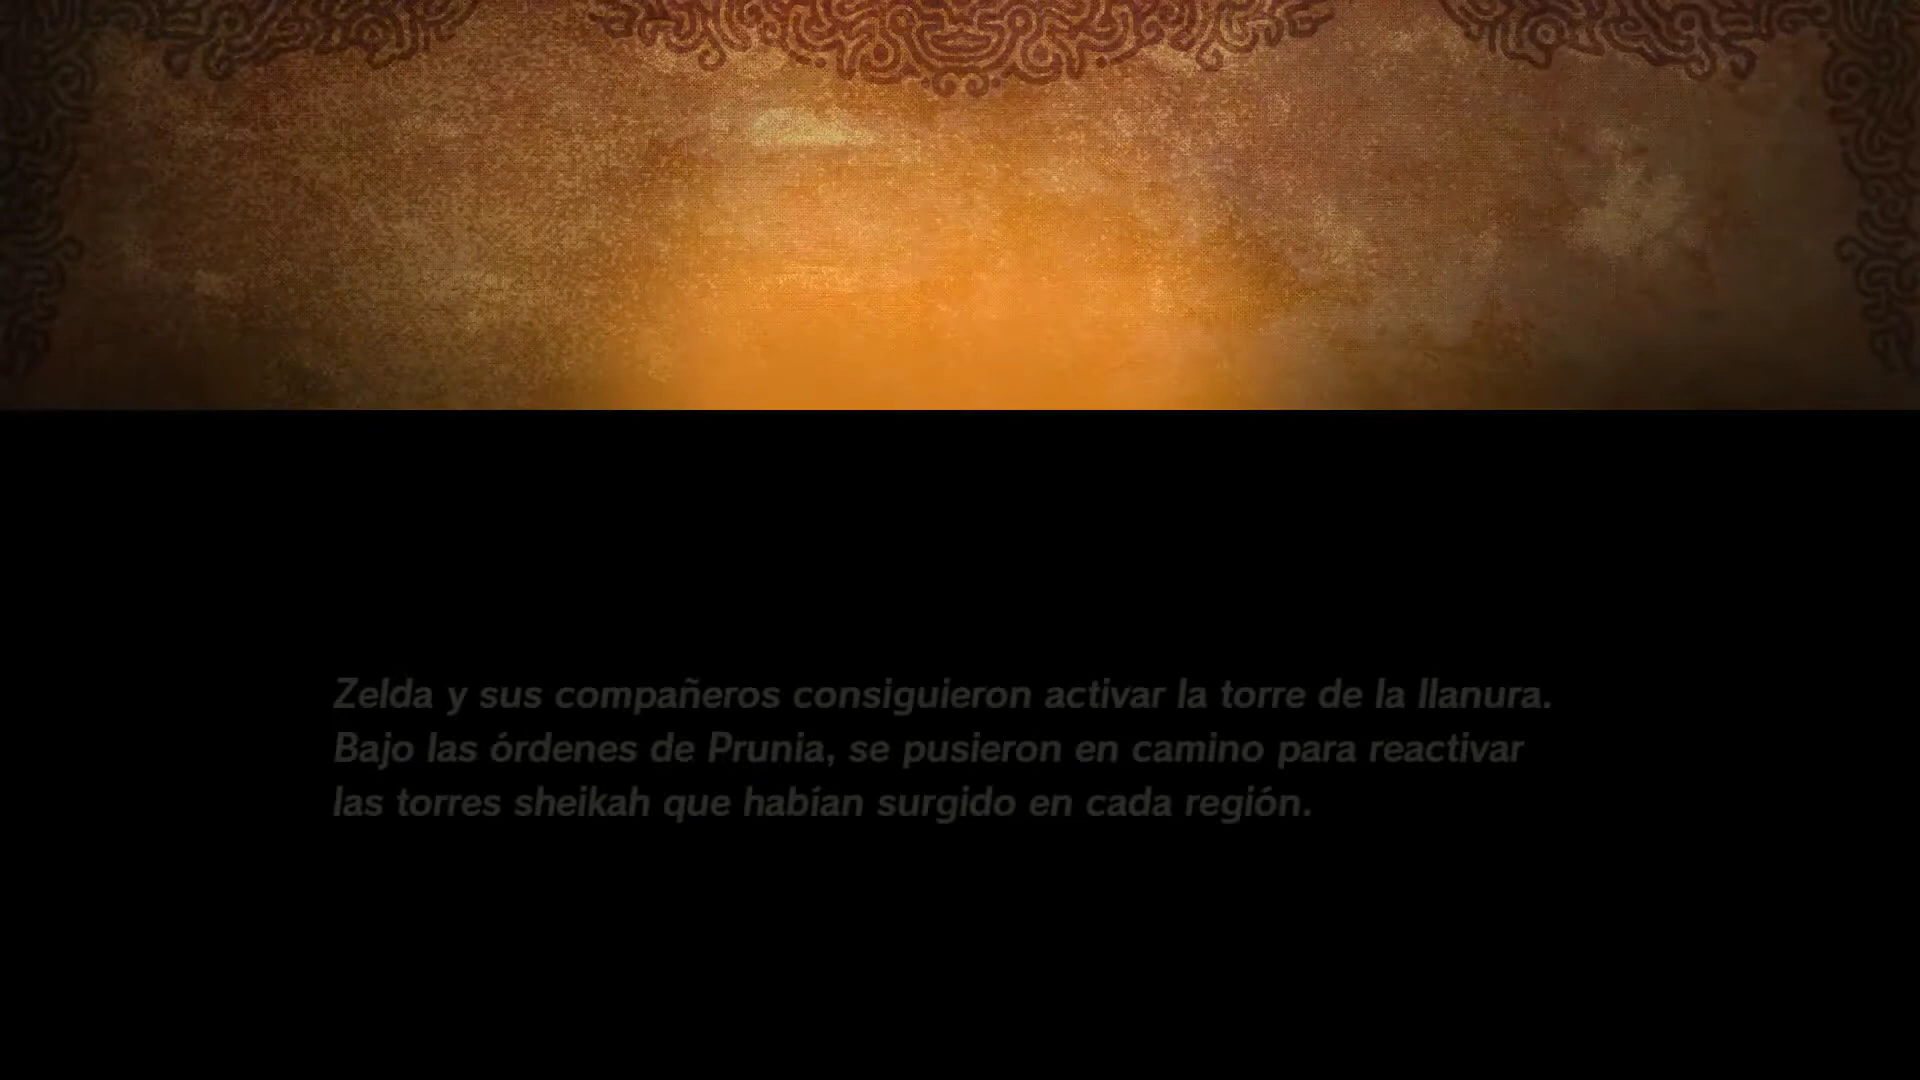 Zelda y sus compañeros consiguieron activar la torre de la llanura.
Bajo las órdenes de Prunia, se pusieron en camino para reactivar
las torres sheikah que habían surgido en cada región.